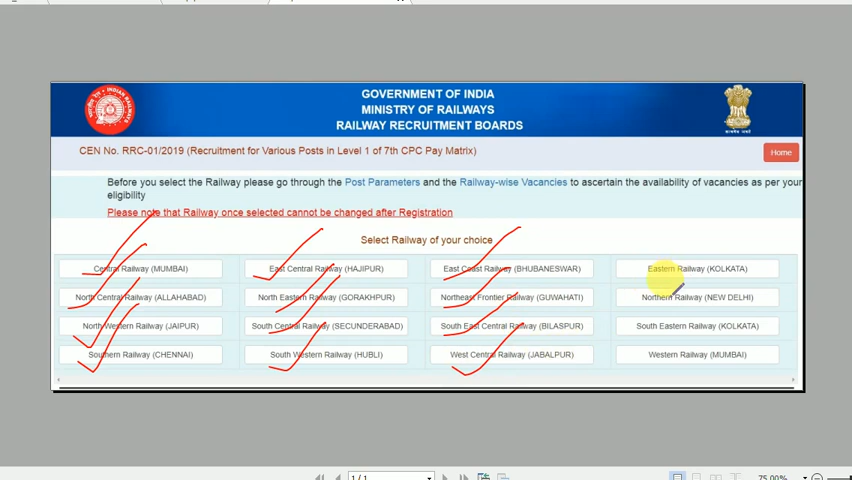 GOVERNMENT OF INDIA
MINISTRY OF RAILWAYS
RAILWAY RECRUITMENT BOARDS
CEN No. RRC-01/2019 (Recruitment for Various Posts in Level 1 of 7th CPC Pay Matrix)
Home
Before you select the Railway please go through the Post Parameters and the Railway-wise Vacancies to ascertain the availability of vacancies as per your
eligibility
Please note that Railway once selected cannot be changed after Registration
Select Railway of your choice
Central Railway (MUMBAI) East Central Railway (HAJIPUR) East Coast Railway (BHUBANESWAR) Eastern Railway (KOLKATA)
North Central Railway (ALLAHABAD) North Eastern Railway (GORAKHPUR) Northeast Frontier Railway (GUWAHATI) Northern Railway (NEW DELHI)
North Western Railway (JAIPUR) South Central Railway (SECUNDERABAD) South East Central Railway (BILASPUR) South Eastern Railway (KOLKATA)
Southern Railway (CHENNAI) South Western Railway (HUBLI) West Central Railway (JABALPUR) Western Railway (MUMBAI)
1 / 1 75.00%